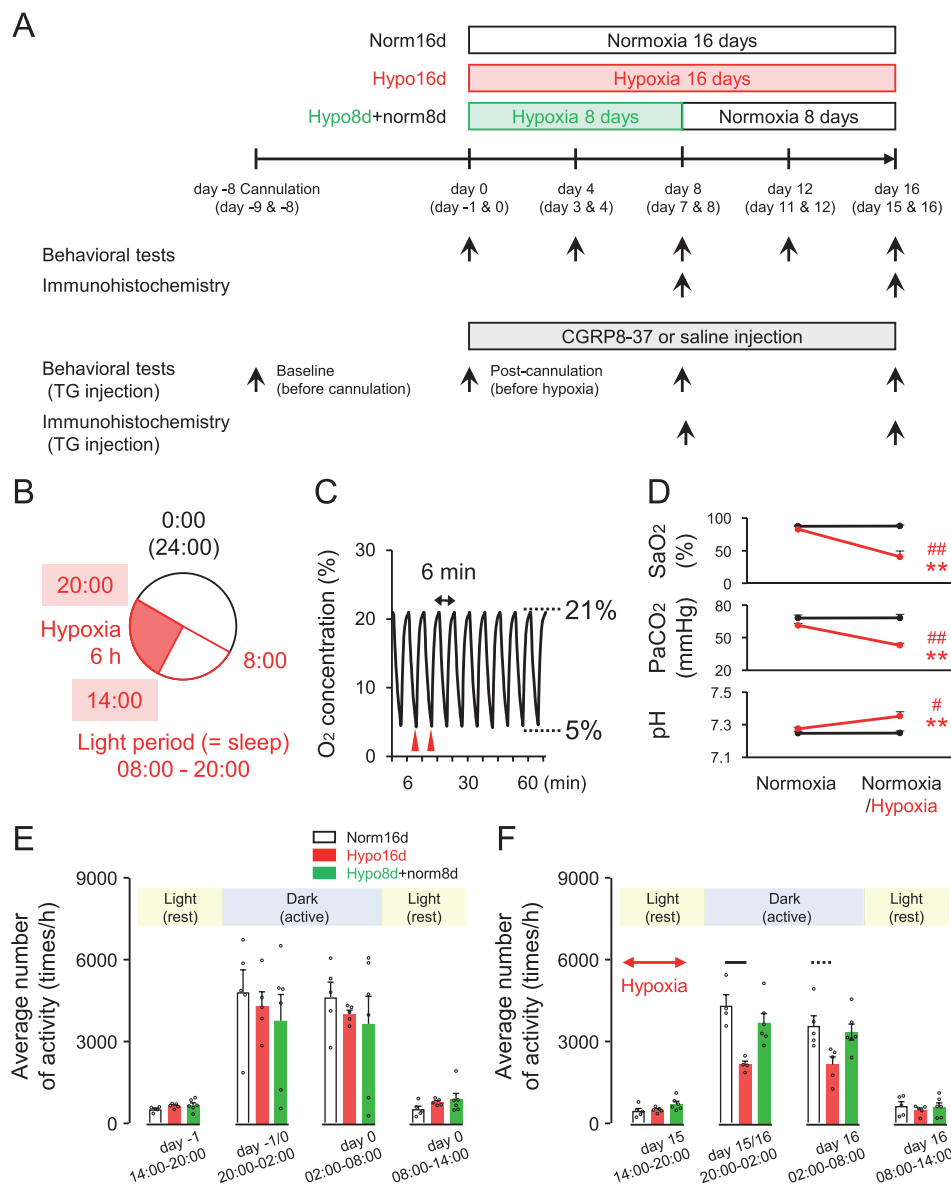 A
Norm16d
Normoxia 16 days
Hypo16d
Hypoxia 16 days
Hypo8d+norm8d
Hypoxia 8 days
Normoxia 8 days
day -8 Cannulation
(day -9 & -8)
day 0
(day -1 & 0)
day 4
(day 3 & 4)
day 8
(day 7 & 8)
day 12
(day 11 & 12)
day 16
(day 15 & 16)
Behavioral tests
Immunohistochemistry
CGRP8-37 or saline injection
Behavioral tests
(TG injection)
Baseline
(before cannulation)
Post-cannulation
(before hypoxia)
Immunohistochemistry
(TG injection)
B
0:00
(24:00)
20:00
Hypoxia
6 h
8:00
14:00
Light period (= sleep)
08:00 - 20:00
C
O2 concentration (%)
30
20
10
0
6 min
21%
5%
6 30 60 (min)
D
SaO2
(%)
100
50
0
##
**
PaCO2
(mmHg)
80
50
20
##
**
pH
7.5
7.3
7.1
#
**
Normoxia
Normoxia
/Hypoxia
E
Norm16d
Hypo16d
Hypo8d+norm8d
Average number
of activity (times/h)
9000
6000
3000
0
Light
(rest)
Dark
(active)
Light
(rest)
day -1
14:00-20:00
day -1/0
20:00-02:00
day 0
02:00-08:00
day 0
08:00-14:00
F
Average number
of activity (times/h)
9000
6000
3000
0
Light
(rest)
Dark
(active)
Light
(rest)
Hypoxia
day 15
14:00-20:00
day 15/16
20:00-02:00
day 16
02:00-08:00
day 16
08:00-14:00